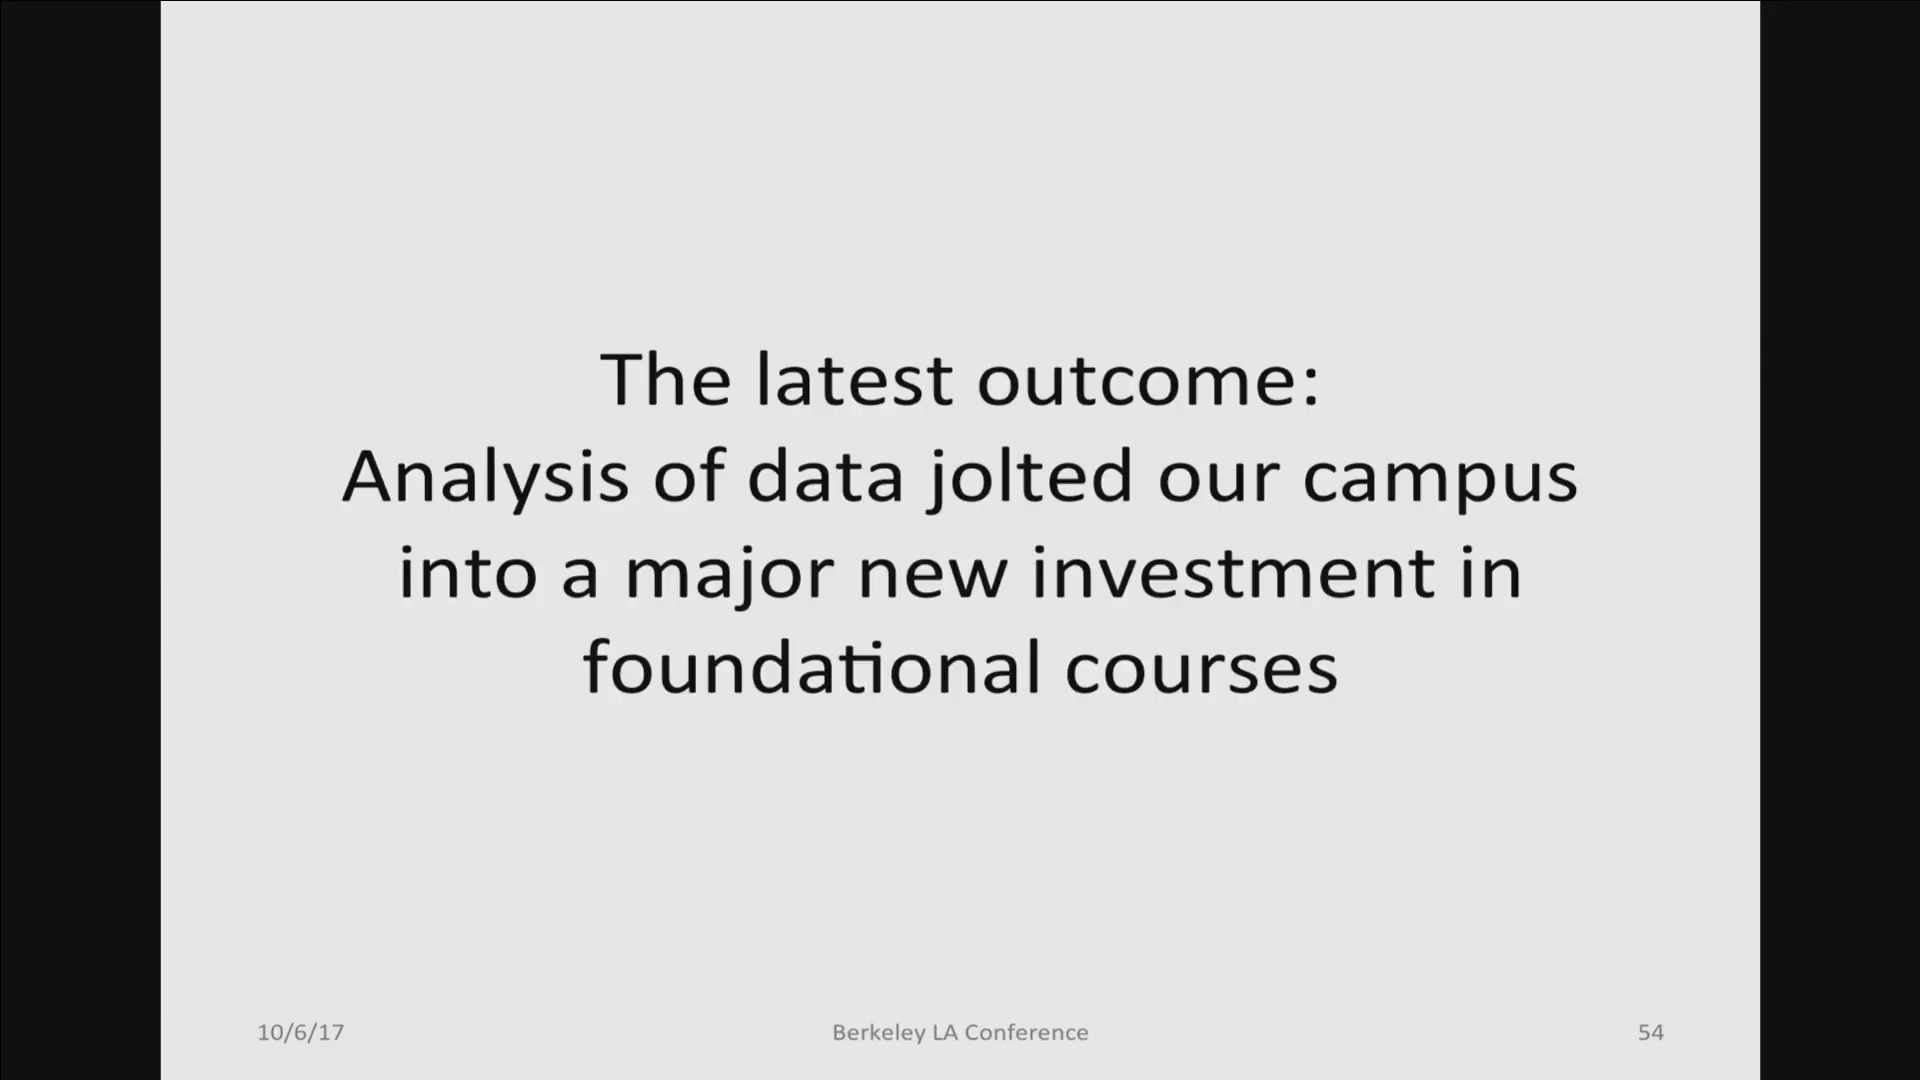 The latest outcome:
Analysis of data jolted our campus
into a major new investment in
foundational courses
10/6/17
Berkeley LA Conference
54